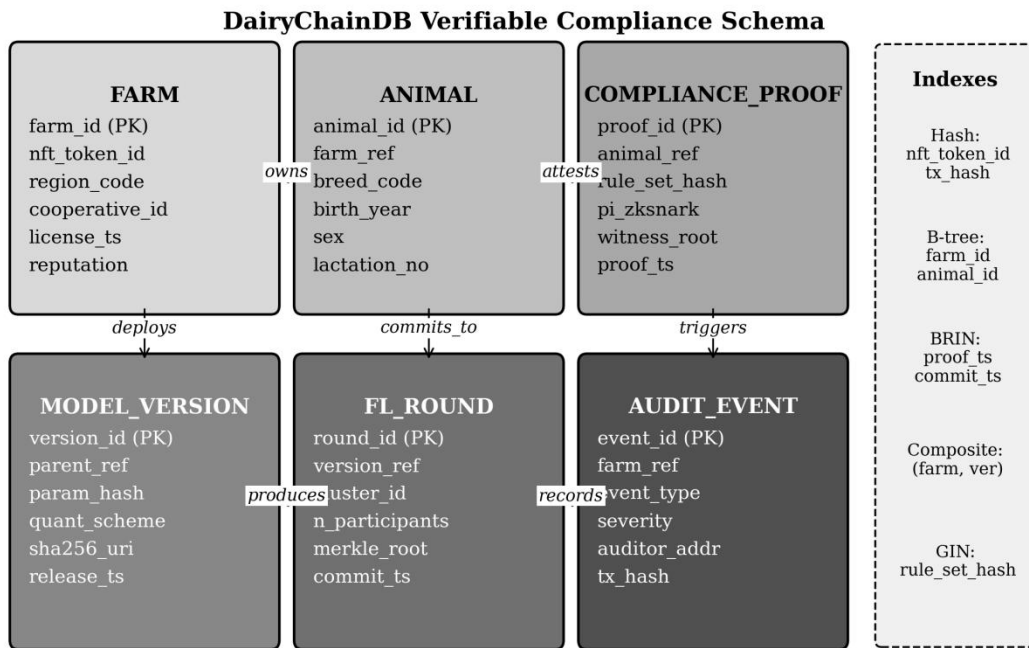 DairyChainDB Verifiable Compliance Schema
FARM
farm_id (PK)
nft_token_id
region_code
cooperative_id
license_ts
reputation
owns
ANIMAL
animal_id (PK)
farm_ref
breed_code
birth_year
sex
lactation_no
attests
COMPLIANCE_PROOF
proof_id (PK)
animal_ref
rule_set_hash
pi_zksnark
witness_root
proof_ts
deploys
commits_to
triggers
MODEL_VERSION
version_id (PK)
parent_ref
param_hash
quant_scheme
sha256_uri
release_ts
produces
FL_ROUND
round_id (PK)
version_ref
uster_id
n_participants
merkle_root
commit_ts
records
AUDIT_EVENT
event_id (PK)
farm_ref
event_type
severity
auditor_addr
tx_hash
Indexes
Hash:
nft_token_id
tx_hash
B-tree:
farm_id
animal_id
BRIN:
proof_ts
commit_ts
Composite:
(farm, ver)
GIN:
rule_set_hash